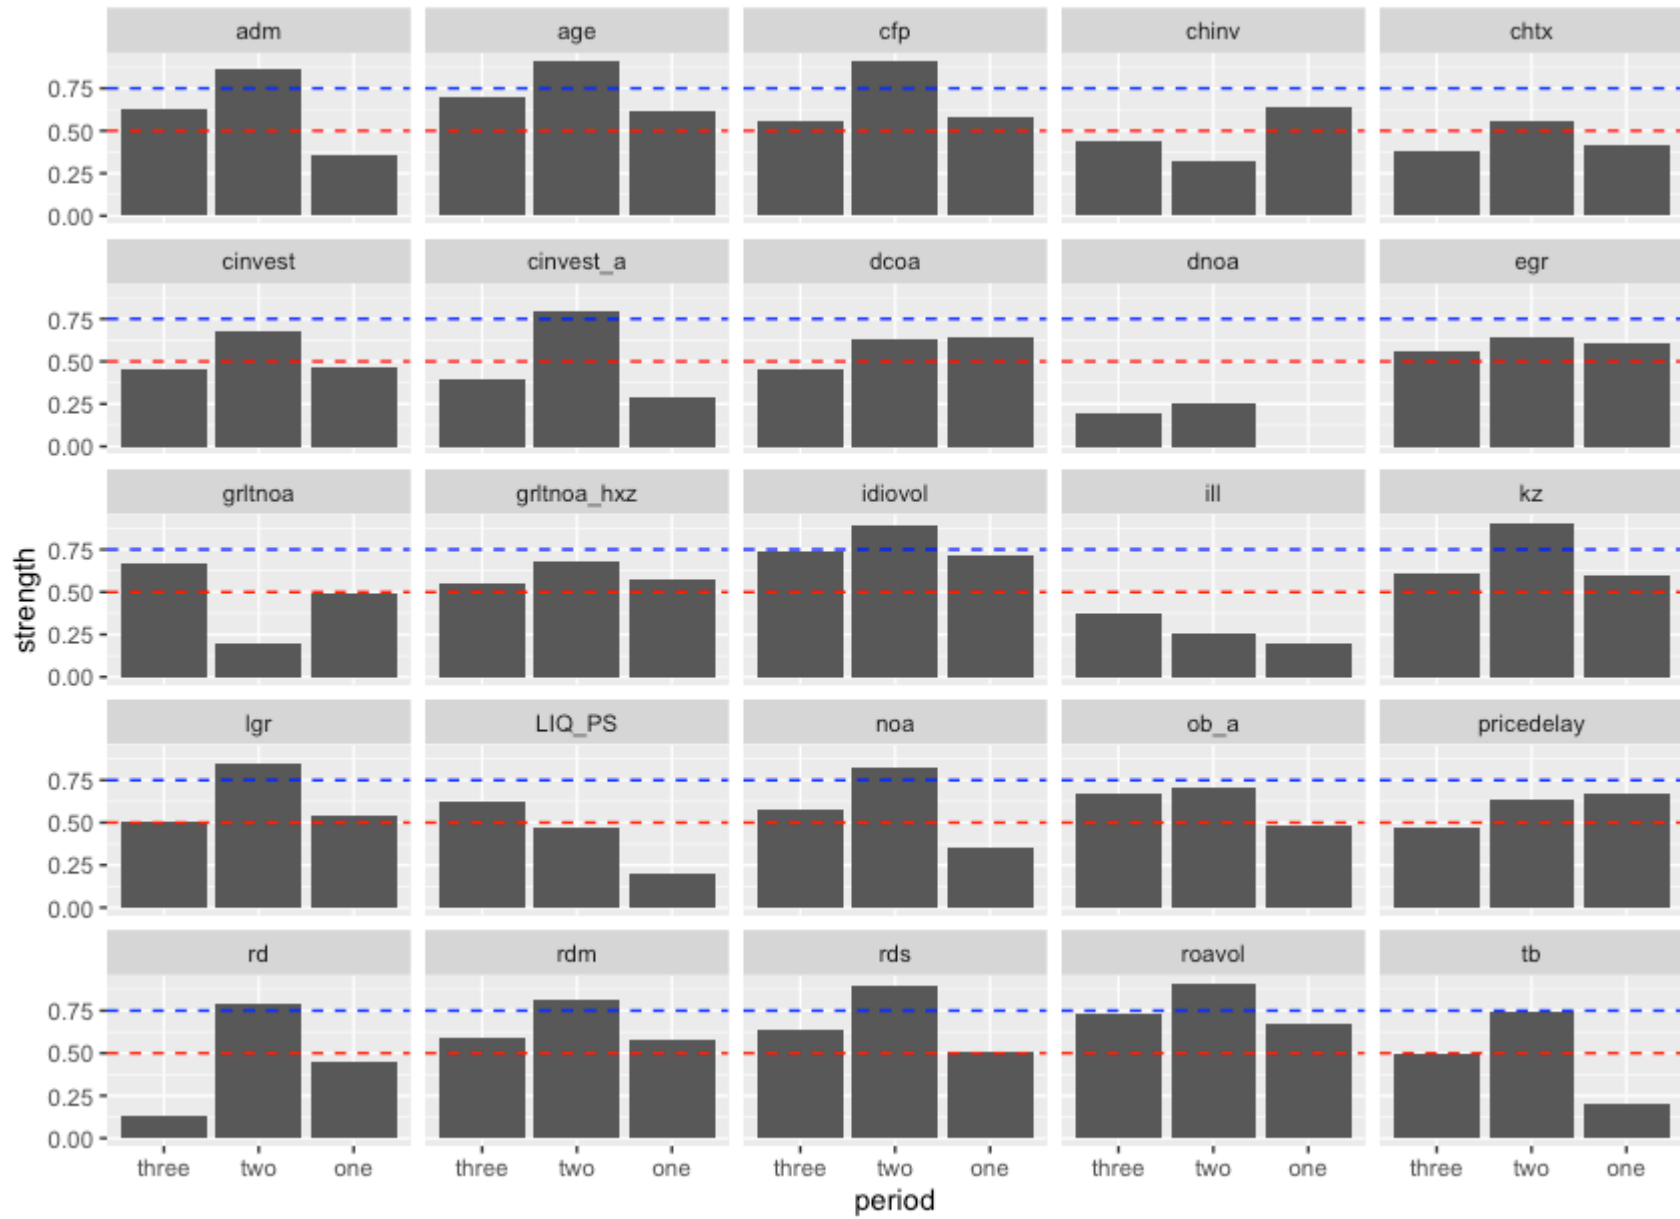 adm age cfp chinv chtx
0.75
0.50
0.25
0.00
cinvest cinvest_a dcoa dnoa egr
0.75
0.50
0.25
0.00
grltnoa grltnoa_hxz idiovol ill kz
0.75
0.50
0.25
0.00
strength
lgr LIQ_PS noa ob_a pricedelay
0.75
0.50
0.25
0.00
rd rdm rds roavol tb
0.75
0.50
0.25
0.00
three two one three two one three two one three two one three two one
period